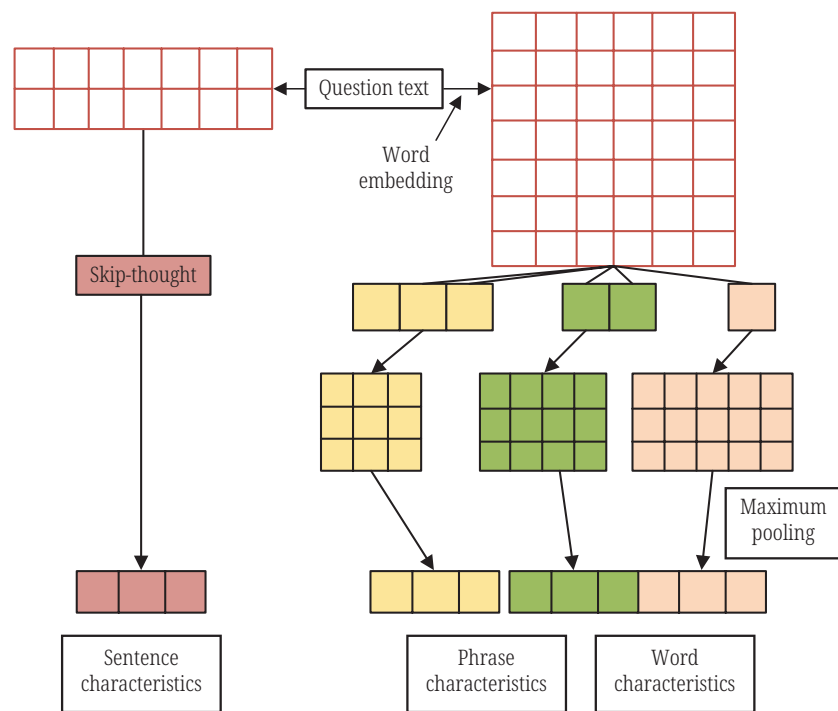 Question text
Word
embedding
Skip-thought
Maximum
pooling
Sentence
characteristics
Phrase
characteristics
Word
characteristics